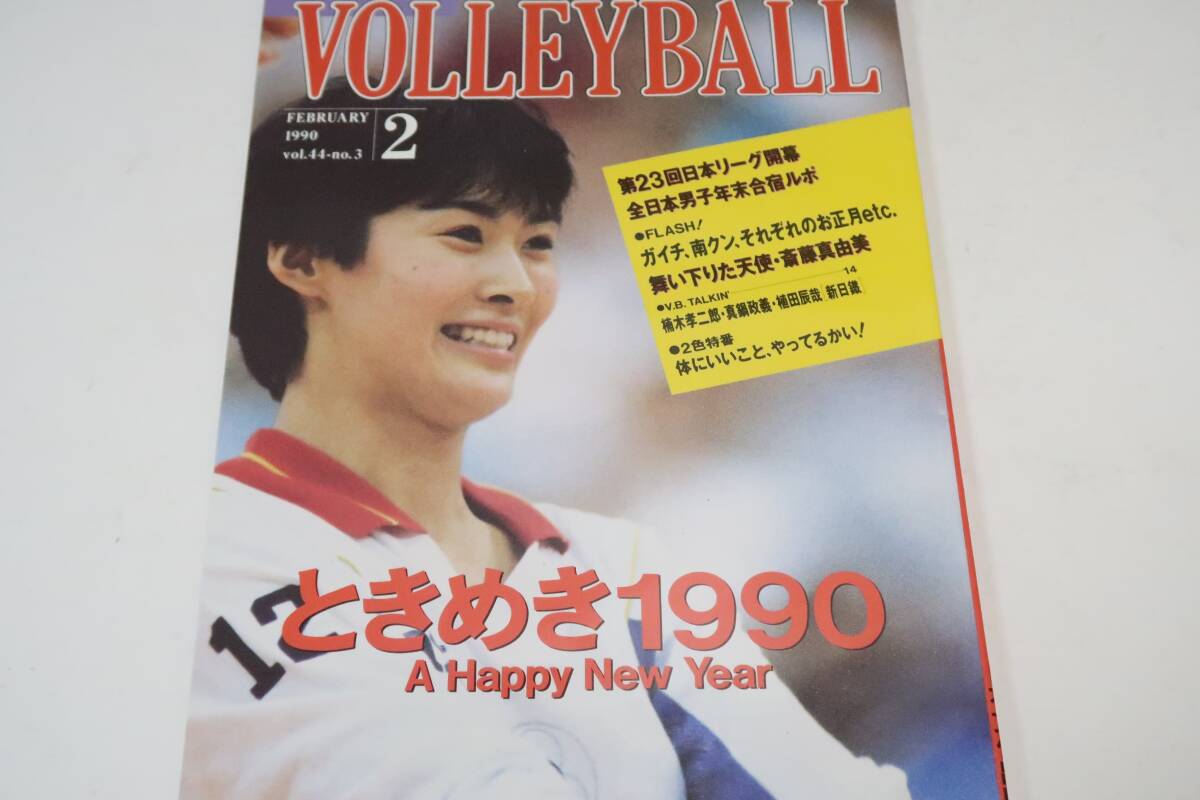 VOLLEYBALL
FEBRUARY
1990
vol.44-no.3
2
第23回日本リーグ開幕
全日本男子年末合宿ルポ
●FLASH!
ガイチ、南クン、それぞれのお正月etc.
舞い下りた天使・斎藤真由美
●V.B. TALKIN' 14
楠木孝二郎・真鍋政義・植田辰哉「新日鐵」
●2色特番
体にいいこと、やってるかい!
12
ときめき1990
A Happy New Year